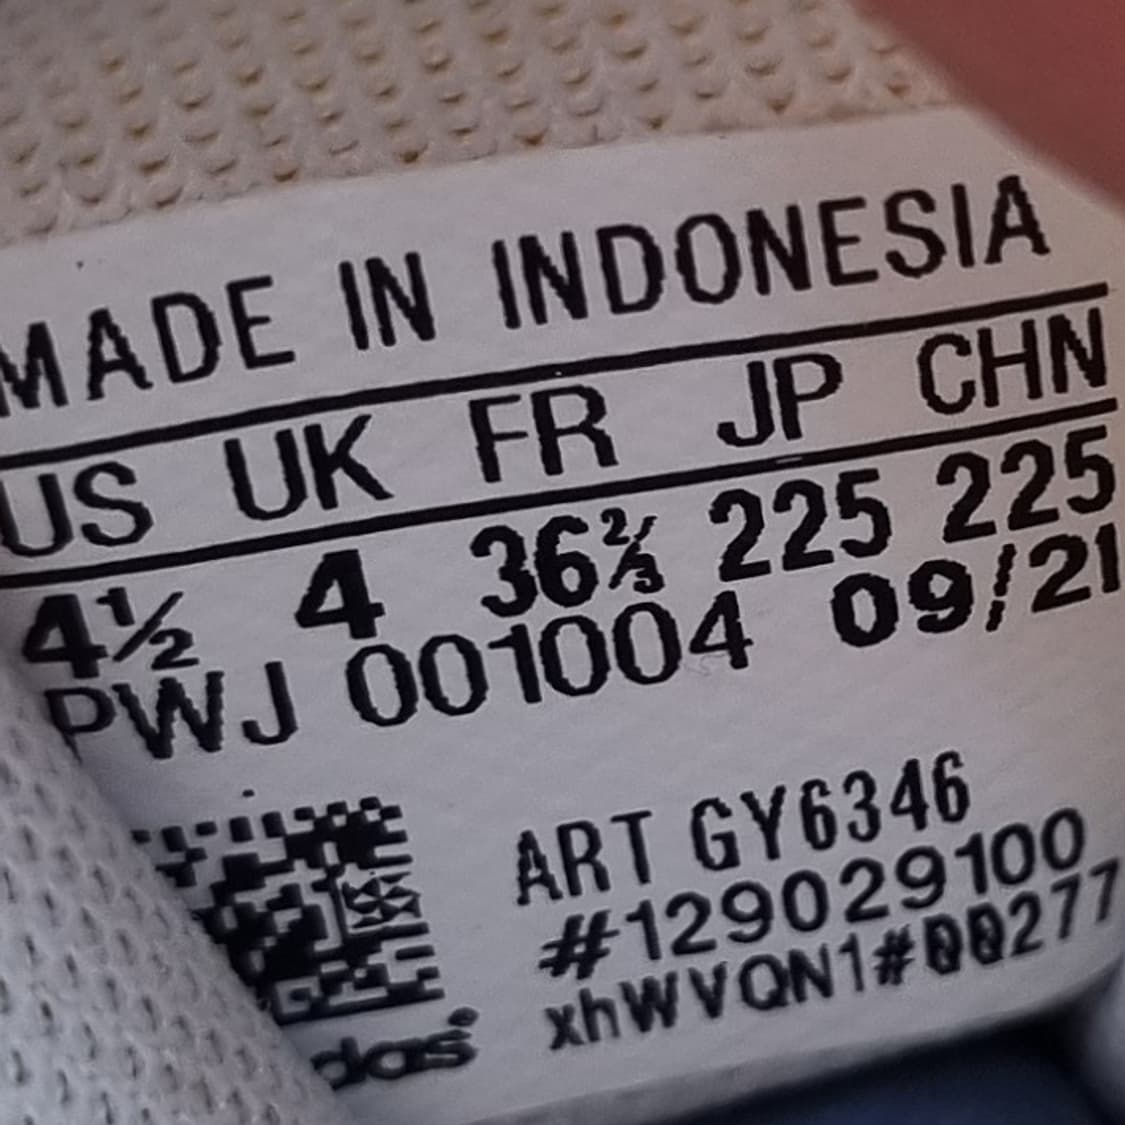 MADE IN INDONESIA
US UK FR JP CHN
4½ 4 36⅔ 225 225
PWJ 001004 09/21
ART GY6346
#129029100
xhWVQN1#00277
das®